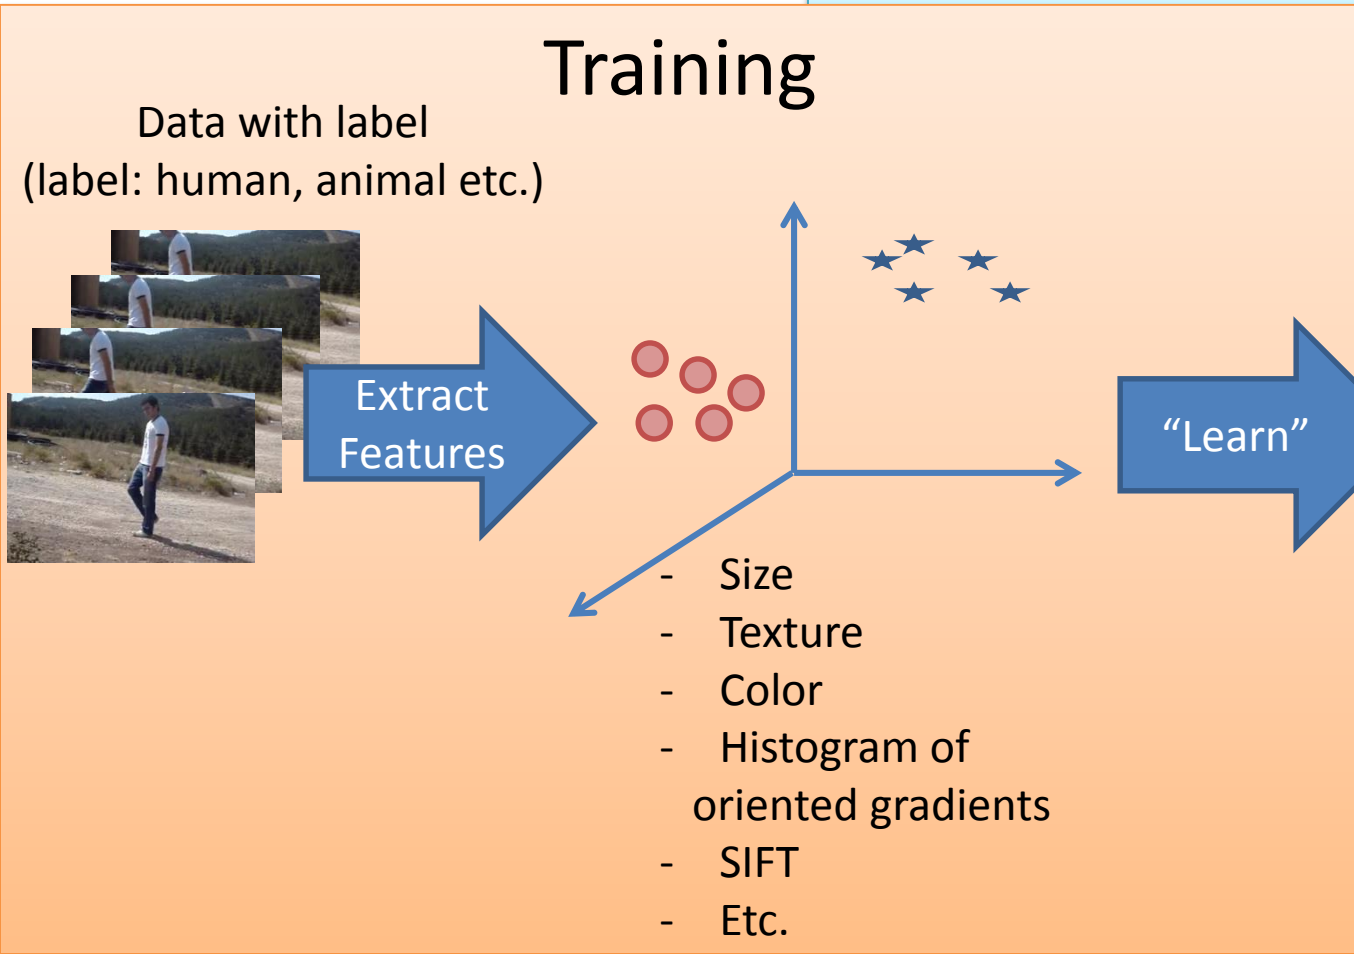 Training
Data with label
(label: human, animal etc.)
Extract
Features
“Learn”
- Size
- Texture
- Color
- Histogram of
oriented gradients
- SIFT
- Etc.